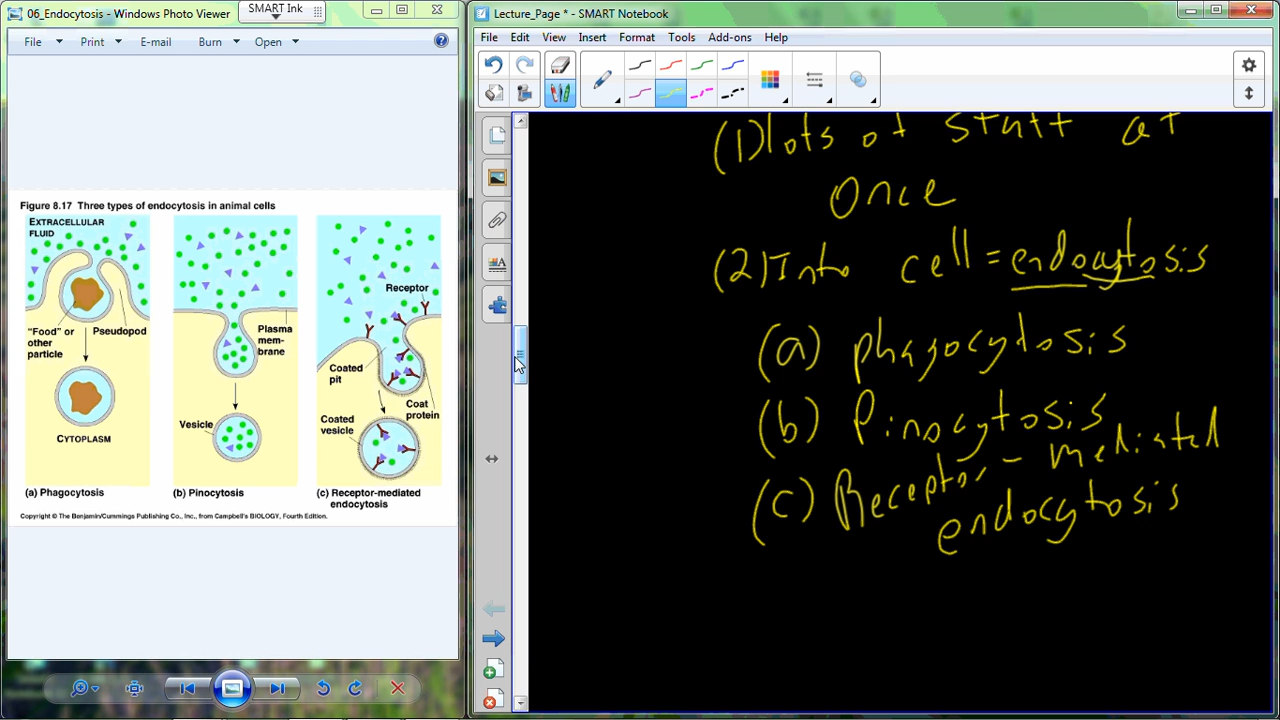 06_Endocytosis - Windows Photo Viewer
SMART Ink
File Print E-mail Burn Open
Figure 8.17 Three types of endocytosis in animal cells
EXTRACELLULAR
FLUID
"Food" or
other
particle
Pseudopod
CYTOPLASM
(a) Phagocytosis
Plasma
mem-
brane
Vesicle
(b) Pinocytosis
Receptor
Coated
pit
Coat
protein
Coated
vesicle
(c) Receptor-mediated
endocytosis
Copyright © The Benjamin/Cummings Publishing Co., Inc., from Campbell's BIOLOGY, Fourth Edition.
Lecture_Page * - SMART Notebook
File Edit View Insert Format Tools Add-ons Help
(1) lots of stuff at
once
(2) Into cell = endocytosis
(a) phagocytosis
(b) Pinocytosis
(c) Receptor - mediated
endocytosis